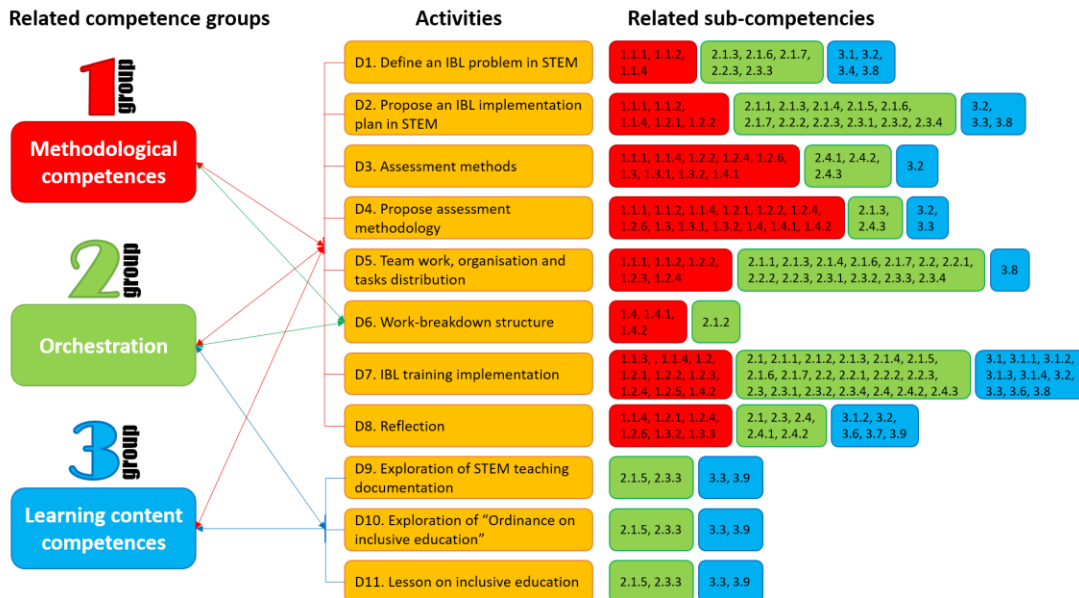 Related competence groups
Activities
Related sub-competencies
1
group
Methodological
competences
2
group
Orchestration
3
group
Learning content
competences
D1. Define an IBL problem in STEM
1.1.1, 1.1.2,
1.1.4
2.1.3, 2.1.6, 2.1.7,
2.2.3, 2.3.3
3.1, 3.2,
3.4, 3.8
D2. Propose an IBL implementation
plan in STEM
1.1.1, 1.1.2,
1.1.4, 1.2.1, 1.2.2
2.1.1, 2.1.3, 2.1.4, 2.1.5, 2.1.6,
2.1.7, 2.2.2, 2.2.3, 2.3.1, 2.3.2, 2.3.4
3.2,
3.3, 3.8
D3. Assessment methods
1.1.1, 1.1.4, 1.2.2, 1.2.4, 1.2.6,
1.3, 1.3.1, 1.3.2, 1.4.1
2.4.1, 2.4.2,
2.4.3
3.2
D4. Propose assessment
methodology
1.1.1, 1.1.2, 1.1.4, 1.2.1, 1.2.2, 1.2.4,
1.2.6, 1.3, 1.3.1, 1.3.2, 1.4, 1.4.1, 1.4.2
2.1.3,
2.4.3
3.2,
3.3
D5. Team work, organisation and
tasks distribution
1.1.1, 1.1.2, 1.2.2,
1.2.3, 1.2.4
2.1.1, 2.1.3, 2.1.4, 2.1.6, 2.1.7, 2.2, 2.2.1,
2.2.2, 2.2.3, 2.3.1, 2.3.2, 2.3.3, 2.3.4
3.8
D6. Work-breakdown structure
1.4, 1.4.1,
1.4.2
2.1.2
D7. IBL training implementation
1.1.3, , 1.1.4, 1.2,
1.2.1, 1.2.2, 1.2.3,
1.2.4, 1.2.5, 1.4.2
2.1, 2.1.1, 2.1.2, 2.1.3, 2.1.4, 2.1.5,
2.1.6, 2.1.7, 2.2, 2.2.1, 2.2.2, 2.2.3,
2.3, 2.3.1, 2.3.2, 2.3.4, 2.4, 2.4.2, 2.4.3
3.1, 3.1.1, 3.1.2,
3.1.3, 3.1.4, 3.2,
3.3, 3.6, 3.8
D8. Reflection
1.1.4, 1.2.1, 1.2.4,
1.2.6, 1.3.2, 1.3.3
2.1, 2.3, 2.4,
2.4.1, 2.4.2
3.1.2, 3.2,
3.6, 3.7, 3.9
D9. Exploration of STEM teaching
documentation
2.1.5, 2.3.3
3.3, 3.9
D10. Exploration of “Ordinance on
inclusive education”
2.1.5, 2.3.3
3.3, 3.9
D11. Lesson on inclusive education
2.1.5, 2.3.3
3.3, 3.9